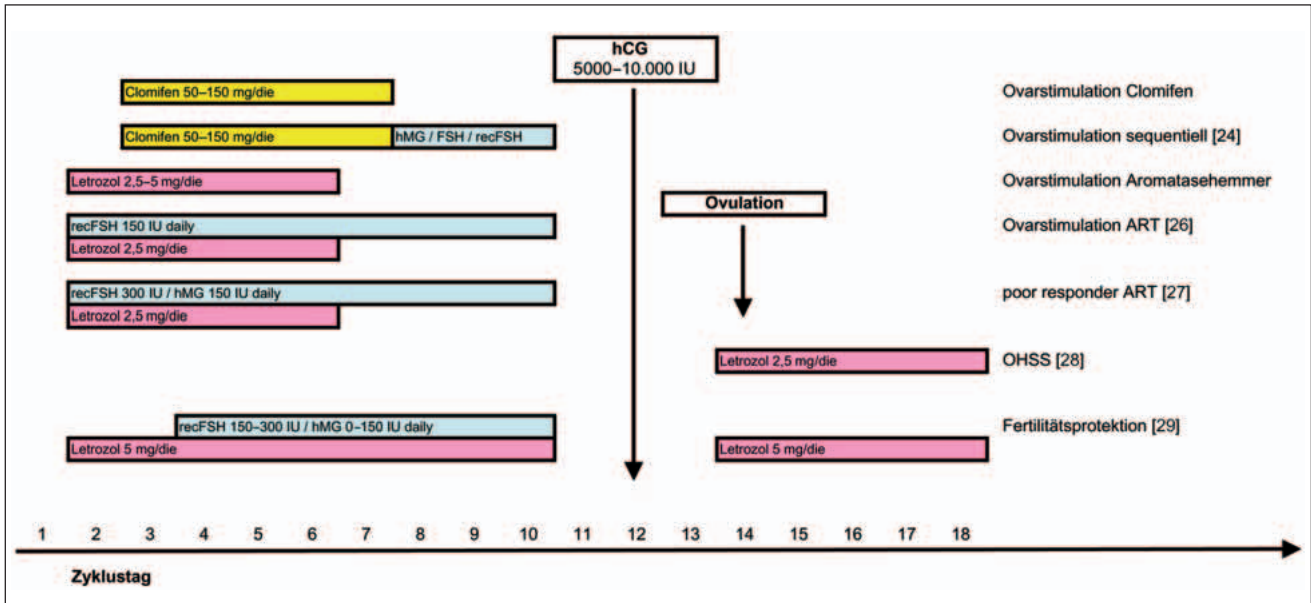 hCG
5000–10.000 IU
Clomifen 50–150 mg/die
Ovarstimulation Clomifen
Clomifen 50–150 mg/die
hMG / FSH / recFSH
Ovarstimulation sequentiell [24]
Letrozol 2,5–5 mg/die
Ovarstimulation Aromatasehemmer
Ovulation
recFSH 150 IU daily
Ovarstimulation ART [26]
Letrozol 2,5 mg/die
recFSH 300 IU / hMG 150 IU daily
poor responder ART [27]
Letrozol 2,5 mg/die
Letrozol 2,5 mg/die
OHSS [28]
recFSH 150–300 IU / hMG 0–150 IU daily
Fertilitätsprotektion [29]
Letrozol 5 mg/die
Letrozol 5 mg/die
1 2 3 4 5 6 7 8 9 10 11 12 13 14 15 16 17 18
Zyklustag